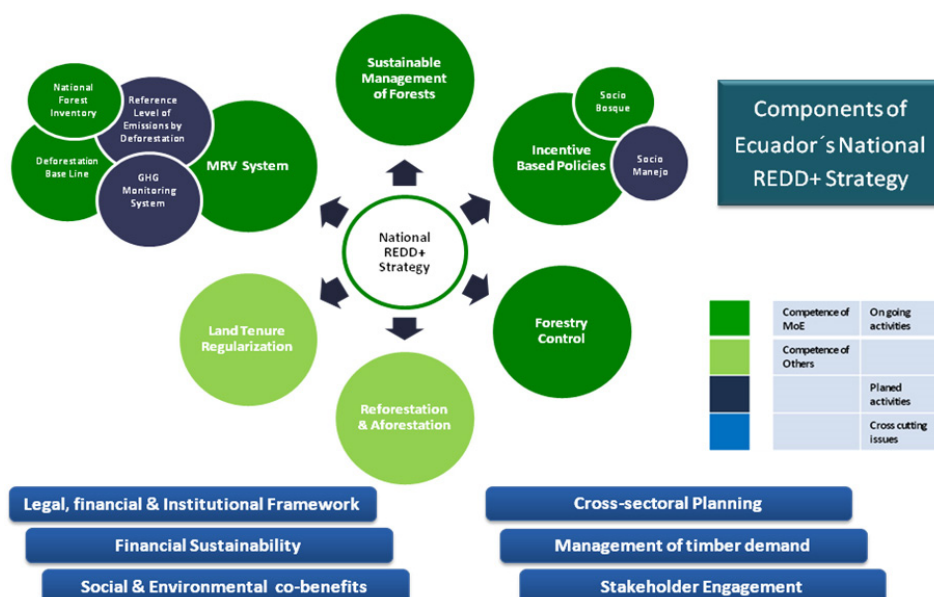 Sustainable
Management
of Forests
National
Forest
Inventory
Reference
Level of
Emissions by
Deforestation
Deforestation
Base Line
GHG
Monitoring
System
MRV System
Socio
Bosque
Incentive
Based Policies
Socio
Manejo
Components of
Ecuador´s National
REDD+ Strategy
National
REDD+
Strategy
Land Tenure
Regularization
Forestry
Control
Reforestation
& Aforestation
Competence of
MoE
On going
activities
Competence of
Others
Planed
activities
Cross cutting
issues
Legal, financial & Institutional Framework
Financial Sustainability
Social & Environmental co-benefits
Cross-sectoral Planning
Management of timber demand
Stakeholder Engagement